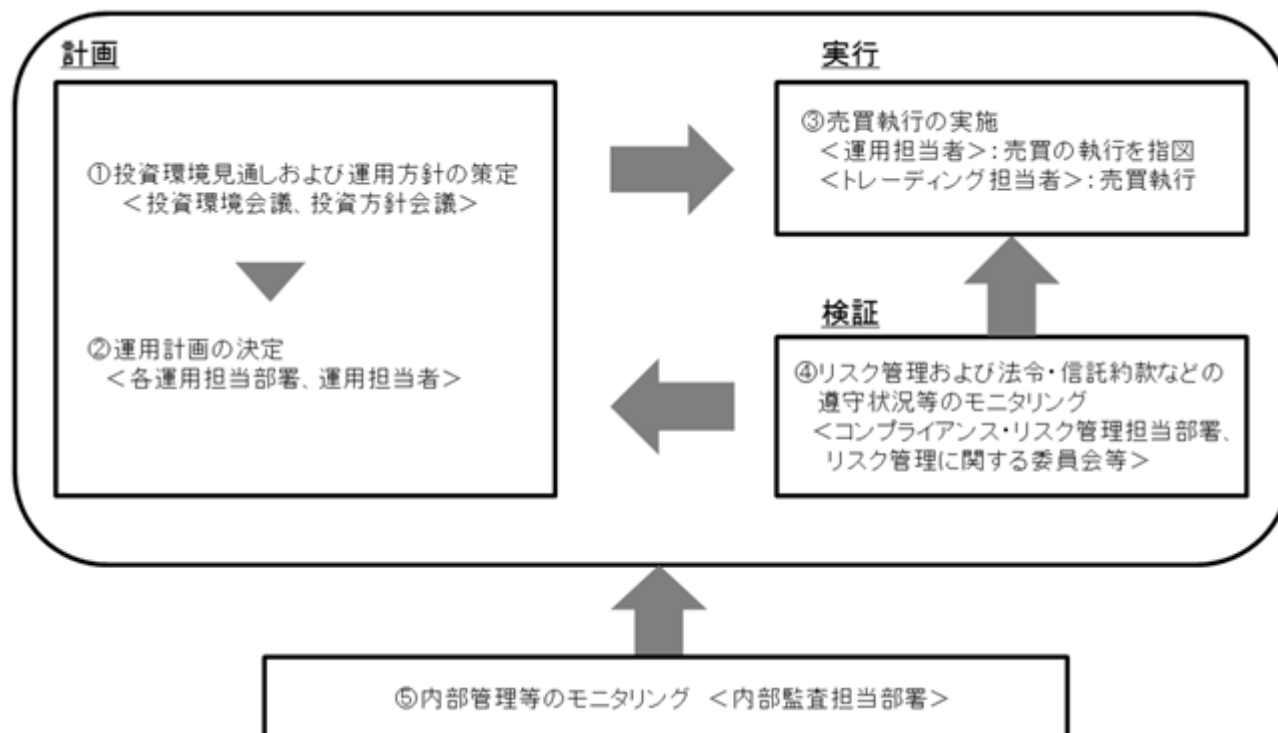 計画
①投資環境見通しおよび運用方針の策定
＜投資環境会議、投資方針会議＞
②運用計画の決定
＜各運用担当部署、運用担当者＞
実行
③売買執行の実施
＜運用担当者＞：売買の執行を指図
＜トレーディング担当者＞：売買執行
検証
④リスク管理および法令・信託約款などの
遵守状況等のモニタリング
＜コンプライアンス・リスク管理担当部署、
リスク管理に関する委員会等＞
⑤内部管理等のモニタリング ＜内部監査担当部署＞